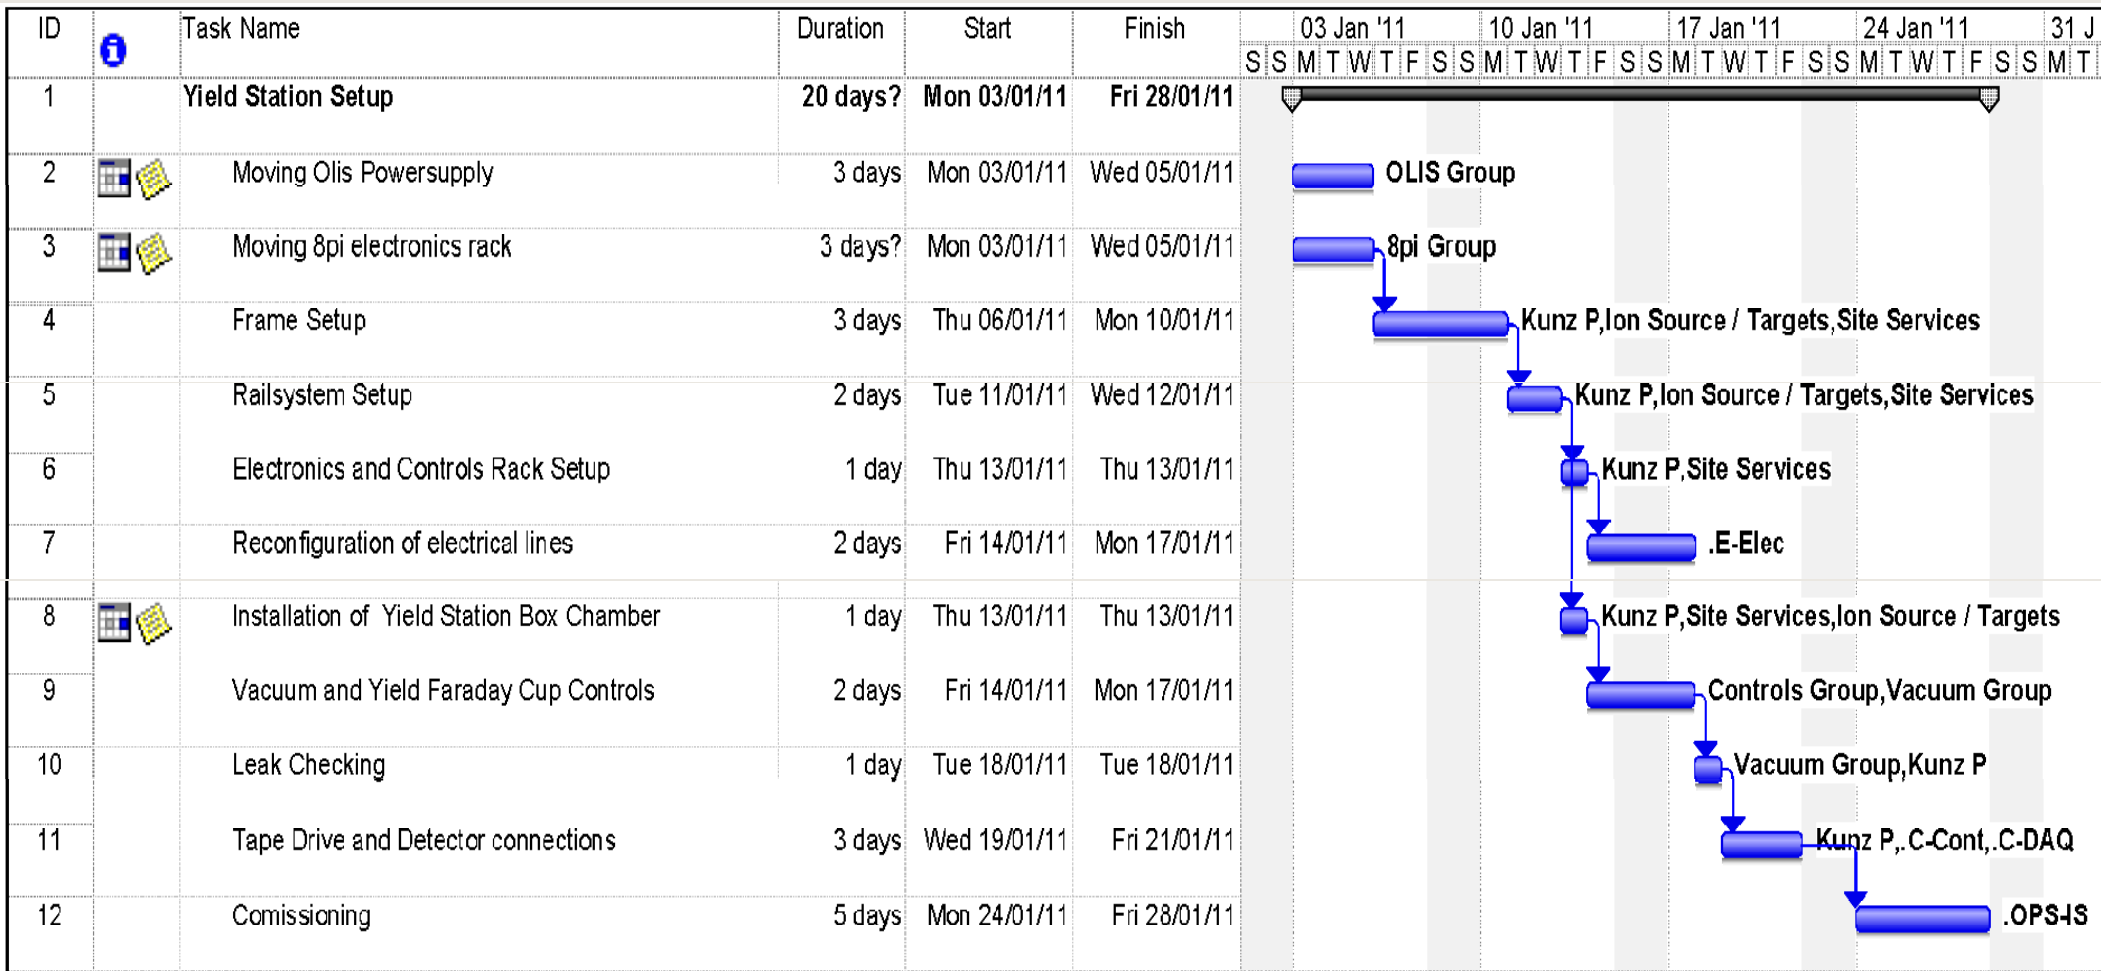 ID Task Name Duration Start Finish 03 Jan '11 10 Jan '11 17 Jan '11 24 Jan '11 31 J
S S M T W T F S S M T W T F S S M T W T F S S M T W T F S S M T
1 Yield Station Setup 20 days? Mon 03/01/11 Fri 28/01/11
2 Moving Olis Powersupply 3 days Mon 03/01/11 Wed 05/01/11 OLIS Group
3 Moving 8pi electronics rack 3 days? Mon 03/01/11 Wed 05/01/11 8pi Group
4 Frame Setup 3 days Thu 06/01/11 Mon 10/01/11 Kunz P,Ion Source / Targets,Site Services
5 Railsystem Setup 2 days Tue 11/01/11 Wed 12/01/11 Kunz P,Ion Source / Targets,Site Services
6 Electronics and Controls Rack Setup 1 day Thu 13/01/11 Thu 13/01/11 Kunz P,Site Services
7 Reconfiguration of electrical lines 2 days Fri 14/01/11 Mon 17/01/11 .E-Elec
8 Installation of Yield Station Box Chamber 1 day Thu 13/01/11 Thu 13/01/11 Kunz P,Site Services,Ion Source / Targets
9 Vacuum and Yield Faraday Cup Controls 2 days Fri 14/01/11 Mon 17/01/11 Controls Group,Vacuum Group
10 Leak Checking 1 day Tue 18/01/11 Tue 18/01/11 Vacuum Group,Kunz P
11 Tape Drive and Detector connections 3 days Wed 19/01/11 Fri 21/01/11 Kunz P,.C-Cont,.C-DAQ
12 Comissioning 5 days Mon 24/01/11 Fri 28/01/11 .OPS-IS